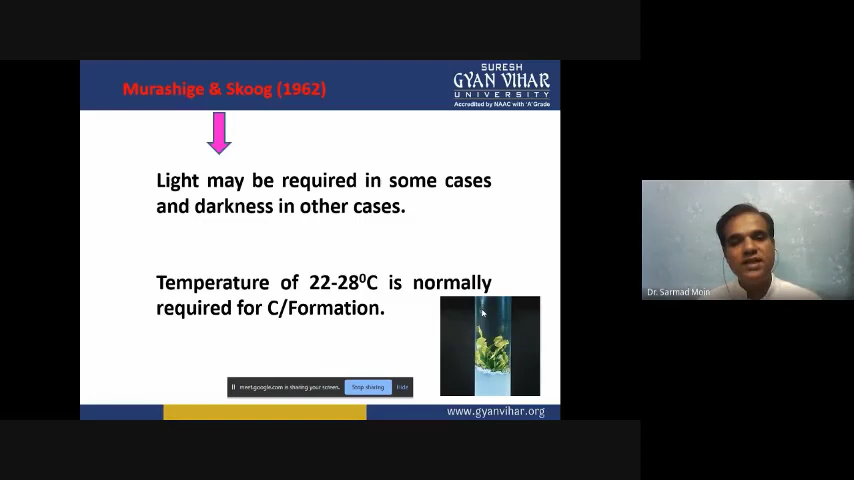 Murashige & Skoog (1962)
SURESH
GYAN VIHAR
UNIVERSITY
Accredited by NAAC with 'A' Grade
Light may be required in some cases
and darkness in other cases.
Temperature of 22-28⁰C is normally
required for C/Formation.
meet.google.com is sharing your screen.
Stop sharing
Hide
www.gyanvihar.org
Dr. Sarmad Moin